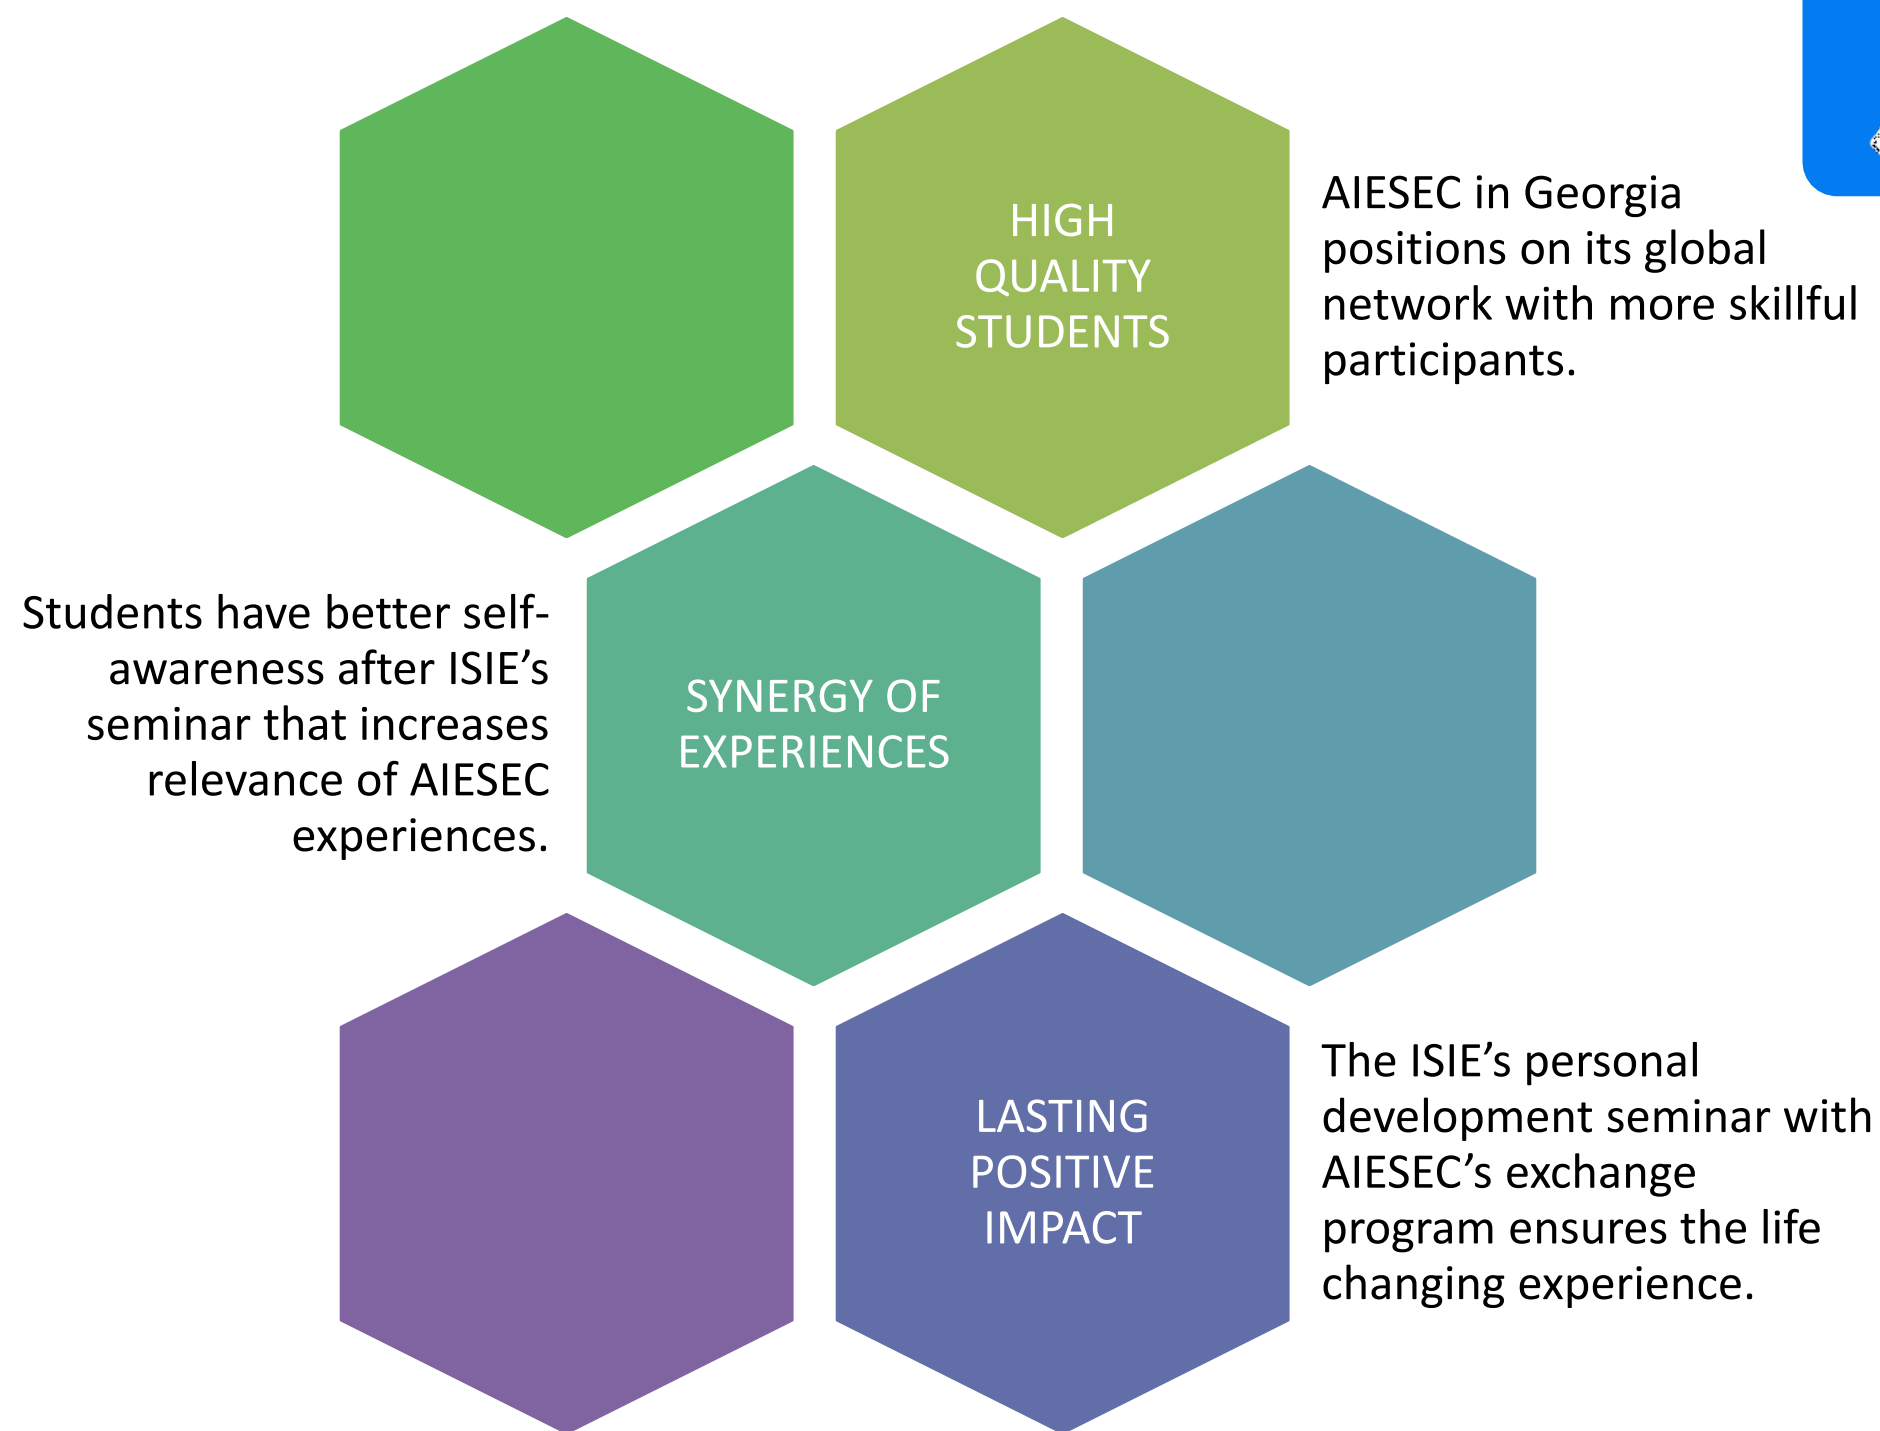 HIGH
QUALITY
STUDENTS
AIESEC in Georgia
positions on its global
network with more skillful
participants.
Students have better self-
awareness after ISIE’s
seminar that increases
relevance of AIESEC
experiences.
SYNERGY OF
EXPERIENCES
LASTING
POSITIVE
IMPACT
The ISIE’s personal
development seminar with
AIESEC’s exchange
program ensures the life
changing experience.